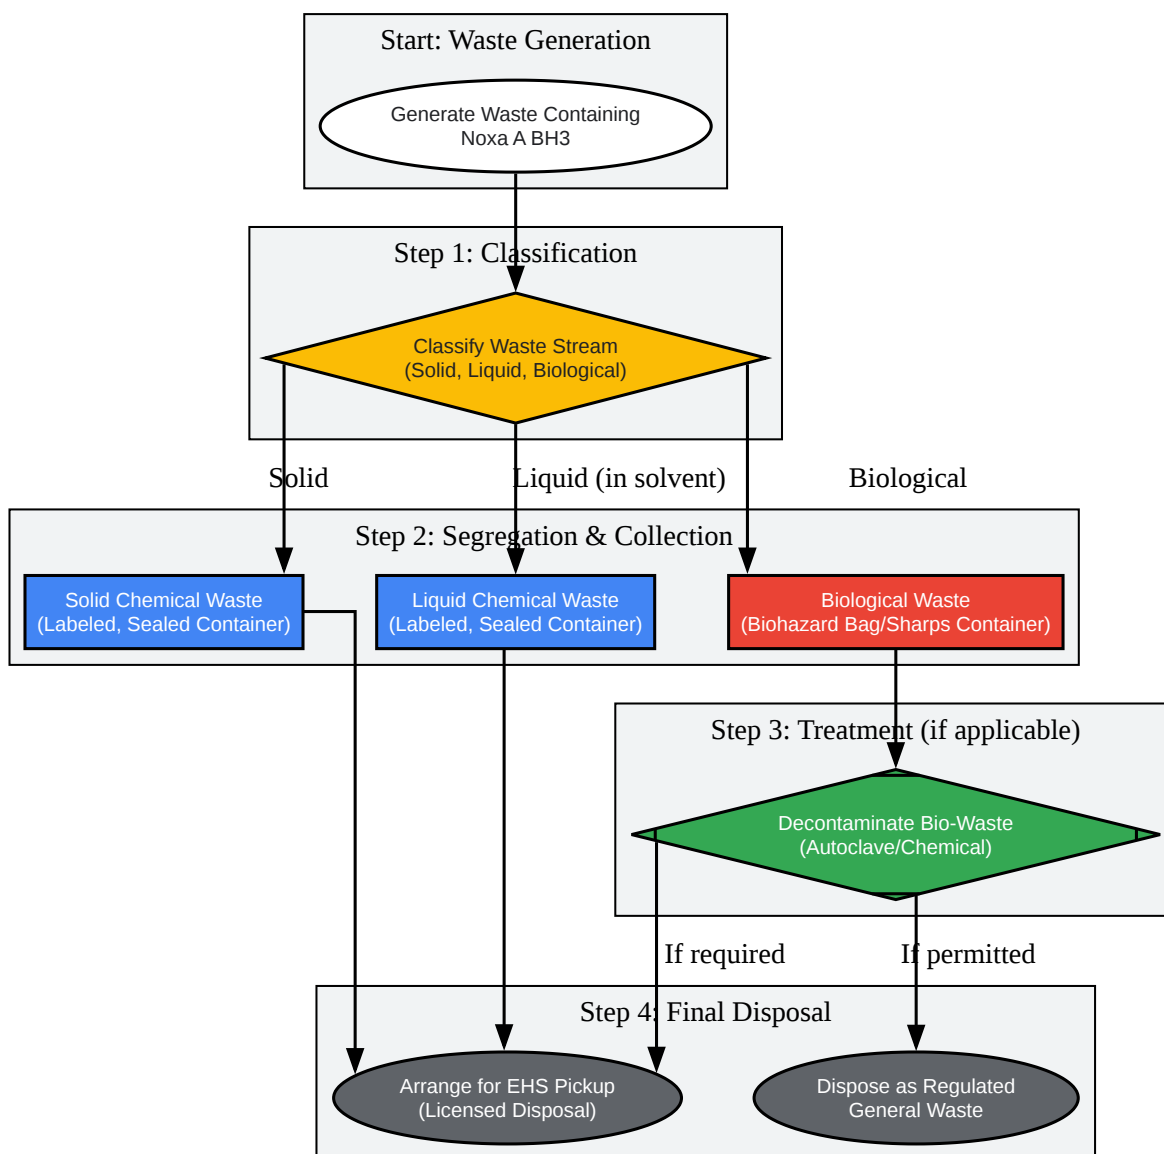 Start: Waste Generation
Generate Waste Containing
Noxa A BH3
Step 1: Classification
Classify Waste Stream
(Solid, Liquid, Biological)
Solid
Liquid (in solvent)
Biological
Step 2: Segregation & Collection
Solid Chemical Waste
(Labeled, Sealed Container)
Liquid Chemical Waste
(Labeled, Sealed Container)
Biological Waste
(Biohazard Bag/Sharps Container)
Step 3: Treatment (if applicable)
Decontaminate Bio-Waste
(Autoclave/Chemical)
If required
If permitted
Step 4: Final Disposal
Arrange for EHS Pickup
(Licensed Disposal)
Dispose as Regulated
General Waste